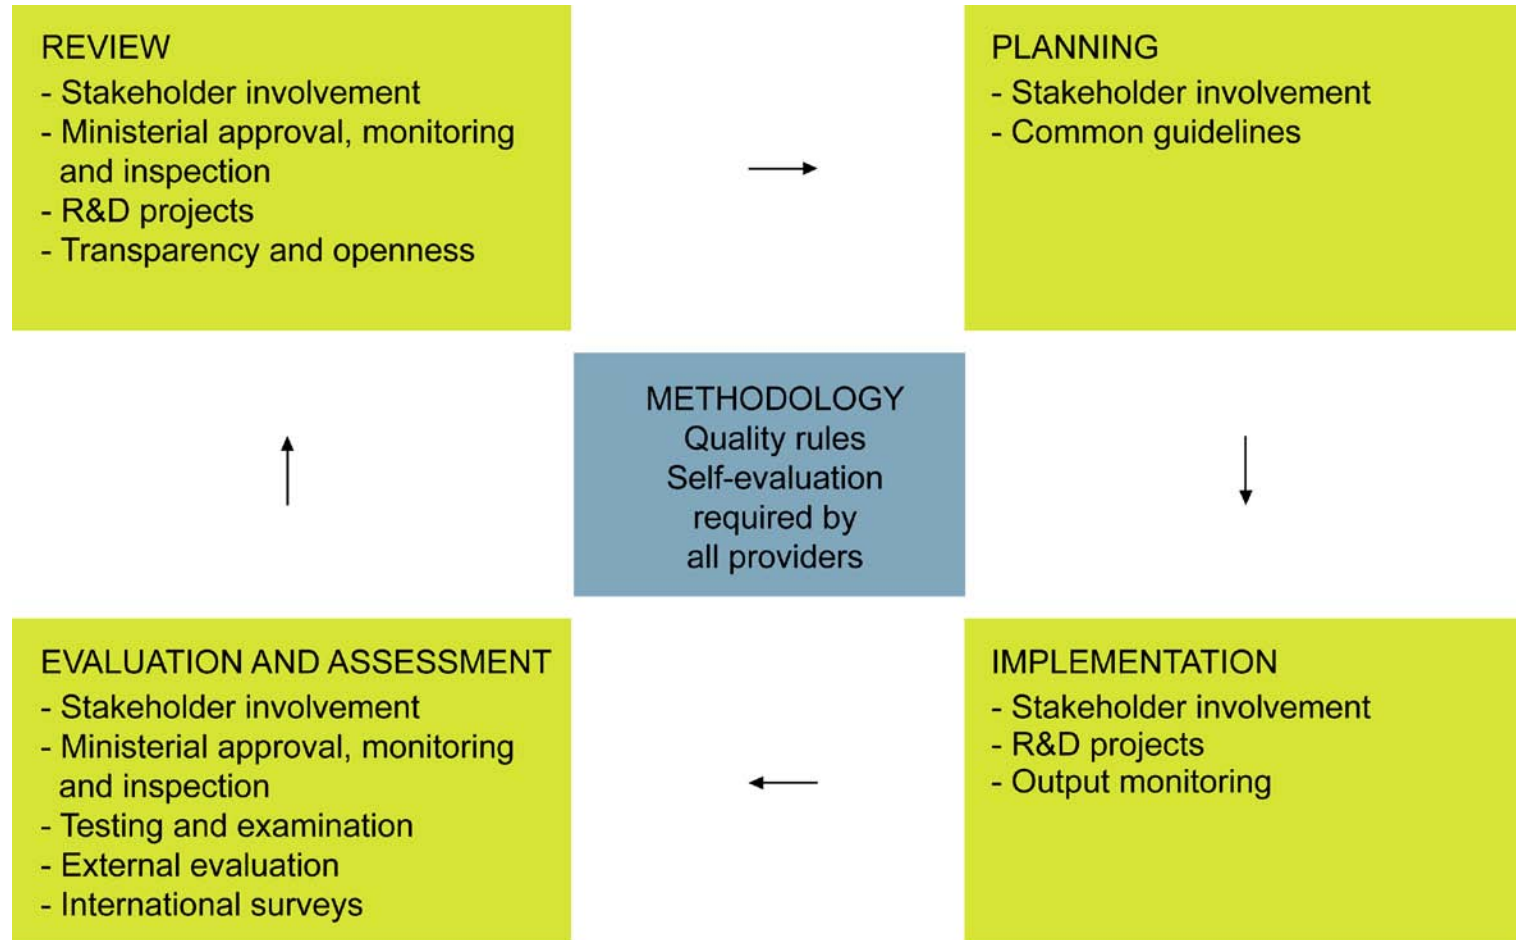 REVIEW
- Stakeholder involvement
- Ministerial approval, monitoring
and inspection
- R&D projects
- Transparency and openness
PLANNING
- Stakeholder involvement
- Common guidelines
METHODOLOGY
Quality rules
Self-evaluation
required by
all providers
EVALUATION AND ASSESSMENT
- Stakeholder involvement
- Ministerial approval, monitoring
and inspection
- Testing and examination
- External evaluation
- International surveys
IMPLEMENTATION
- Stakeholder involvement
- R&D projects
- Output monitoring